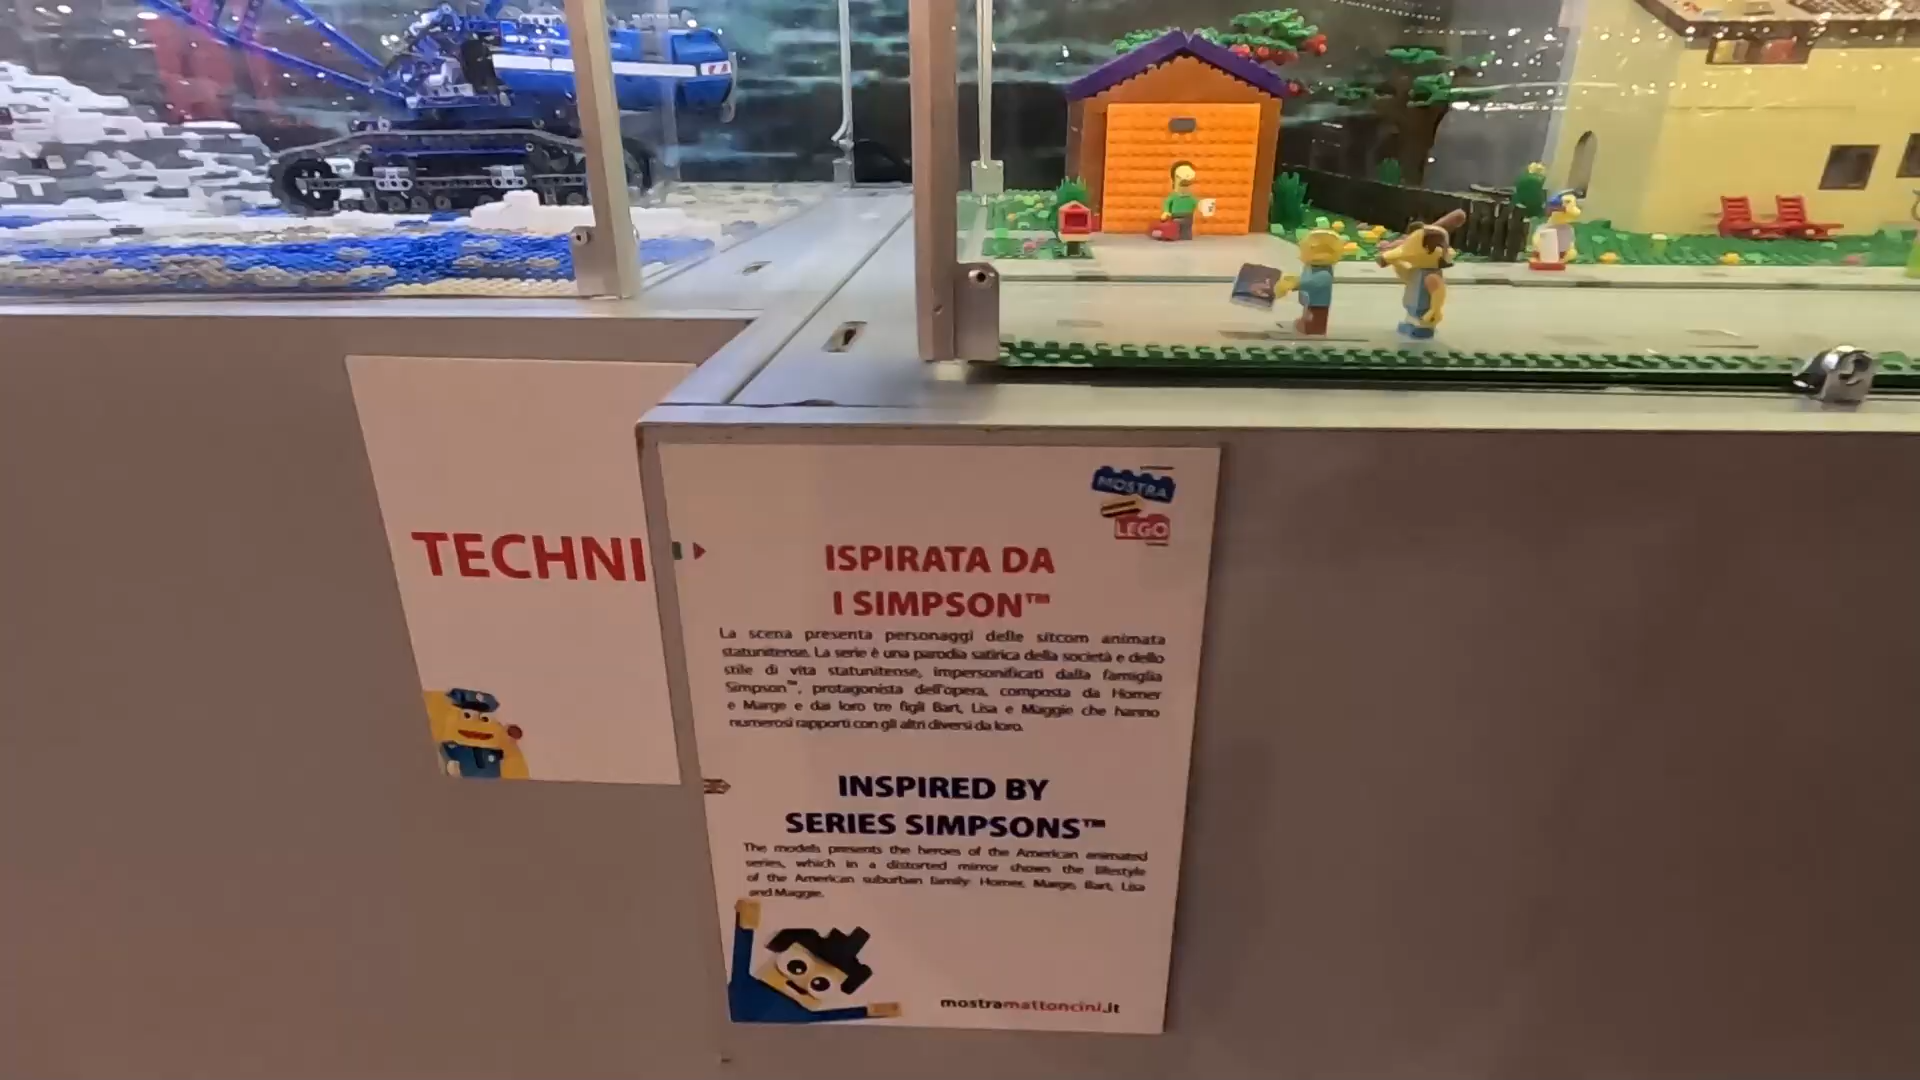 TECHNI
MOSTRA
LEGO
ISPIRATA DA
I SIMPSON™
La scena presenta personaggi delle sitcom animata
statunitense. La serie è una parodia satirica della società e dello
stile di vita statunitense, impersonificati dalla famiglia
Simpson™, protagonista dell'opera, composta da Homer
e Marge e dai loro tre figli Bart, Lisa e Maggie che hanno
numerosi rapporti con gli altri diversi da loro.
INSPIRED BY
SERIES SIMPSONS™
The models presents the heroes of the American animated
series, which in a distorted mirror shows the lifestyle
of the American suburban family: Homer, Marge, Bart, Lisa
and Maggie.
mostramattoncini.it